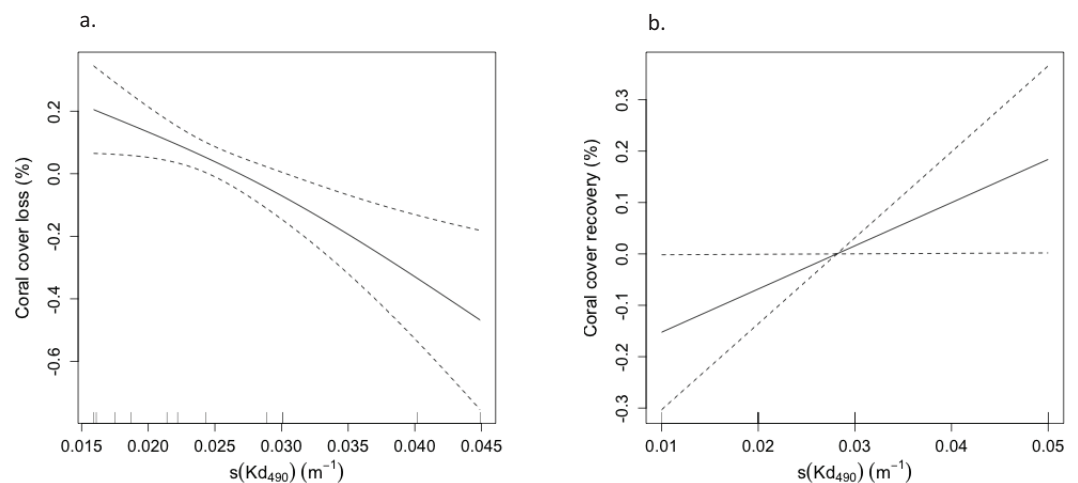 a.
Coral cover loss (%)
0.2
0.0
-0.2
-0.4
-0.6
0.015 0.020 0.025 0.030 0.035 0.040 0.045
s(Kd₄₉₀) (m⁻¹)
b.
Coral cover recovery (%)
0.3
0.2
0.1
0.0
-0.1
-0.2
-0.3
0.01 0.02 0.03 0.04 0.05
s(Kd₄₉₀) (m⁻¹)